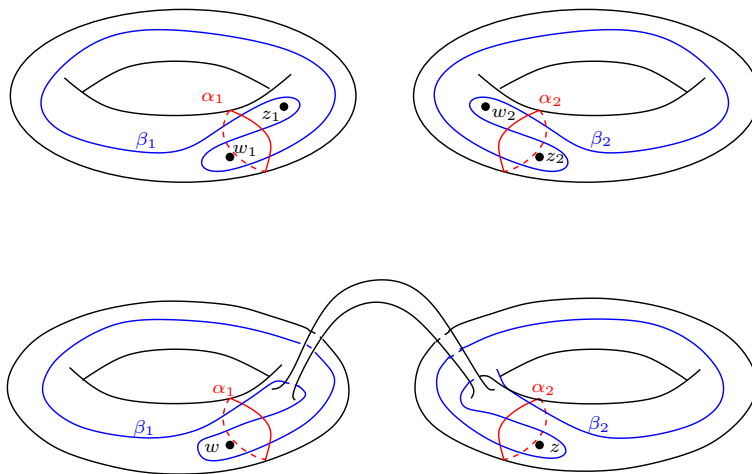 α₁ α₂
z₁ w₂
β₁ w₁ z₂ β₂
α₁ α₂
β₁ w z β₂